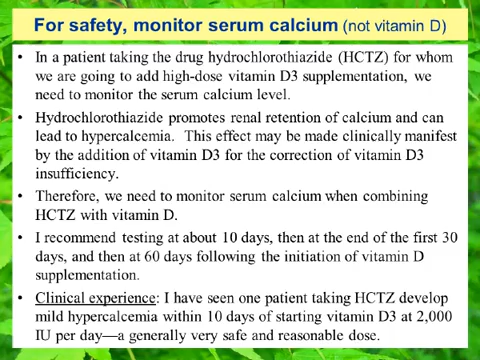 For safety, monitor serum calcium (not vitamin D)
• In a patient taking the drug hydrochlorothiazide (HCTZ) for whom
we are going to add high-dose vitamin D3 supplementation, we
need to monitor the serum calcium level.
• Hydrochlorothiazide promotes renal retention of calcium and can
lead to hypercalcemia.  This effect may be made clinically manifest
by the addition of vitamin D3 for the correction of vitamin D3
insufficiency.
• Therefore, we need to monitor serum calcium when combining
HCTZ with vitamin D.
• I recommend testing at about 10 days, then at the end of the first 30
days, and then at 60 days following the initiation of vitamin D
supplementation.
• Clinical experience: I have seen one patient taking HCTZ develop
mild hypercalcemia within 10 days of starting vitamin D3 at 2,000
IU per day—a generally very safe and reasonable dose.